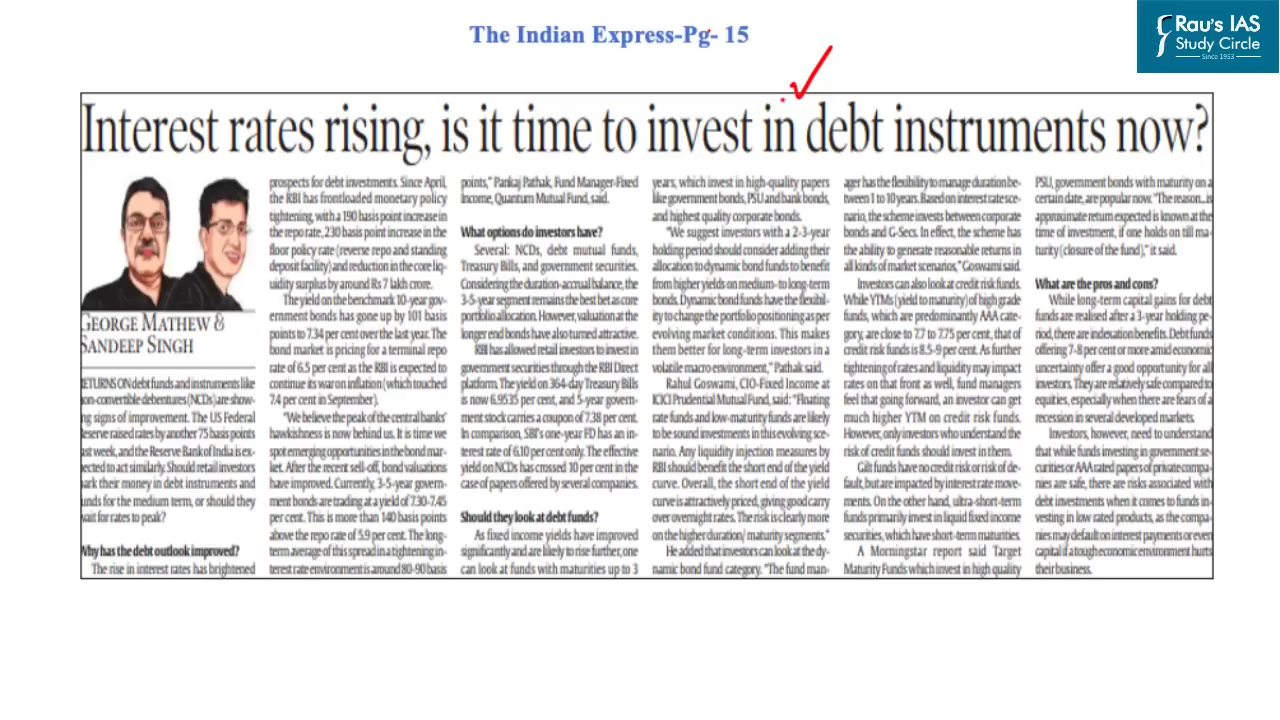 The Indian Express-Pg- 15
Rau's IAS
Study Circle
Since 1953
Interest rates rising, is it time to invest in debt instruments now?
GEORGE MATHEW &
SANDEEP SINGH
ETURNS ON debt funds and instruments like
on-convertible debentures (NCDs) are show-
ng signs of improvement. The US Federal
eserve raised rates by another 75 basis points
ast week, and the Reserve Bank of India is ex-
ected to act similarly. Should retail investors
ark their money in debt instruments and
unds for the medium term, or should they
wait for rates to peak?
Why has the debt outlook improved?
The rise in interest rates has brightened
prospects for debt investments. Since April,
the RBI has frontloaded monetary policy
tightening, with a 190 basis point increase in
the repo rate, 230 basis point increase in the
floor policy rate (reverse repo and standing
deposit facility) and reduction in the core liq-
uidity surplus by around Rs 7 lakh crore.
The yield on the benchmark 10-year gov-
ernment bonds has gone up by 101 basis
points to 7.34 per cent over the last year. The
bond market is pricing for a terminal repo
rate of 6.5 per cent as the RBI is expected to
continue its war on inflation (which touched
7.4 per cent in September).
"We believe the peak of the central banks'
hawkishness is now behind us. It is time we
spot emerging opportunities in the bond mar-
ket. After the recent sell-off, bond valuations
have improved. Currently, 3-5-year govern-
ment bonds are trading at a yield of 7.30-7.45
per cent. This is more than 140 basis points
above the repo rate of 5.9 per cent. The long-
term average of this spread in a tightening in-
terest rate environment is around 80-90 basis
points," Pankaj Pathak, Fund Manager-Fixed
Income, Quantum Mutual Fund, said.
What options do investors have?
Several: NCDs, debt mutual funds,
Treasury Bills, and government securities.
Considering the duration-accrual balance, the
3-5-year segment remains the best bet as core
portfolio allocation. However, valuation at the
longer end bonds have also turned attractive.
RBI has allowed retail investors to invest in
government securities through the RBI Direct
platform. The yield on 364-day Treasury Bills
is now 6.9535 per cent, and 5-year govern-
ment stock carries a coupon of 7.38 per cent.
In comparison, SBI's one-year FD has an in-
terest rate of 6.10 per cent only. The effective
yield on NCDs has crossed 10 per cent in the
case of papers offered by several companies.
Should they look at debt funds?
As fixed income yields have improved
significantly and are likely to rise further, one
can look at funds with maturities up to 3
years, which invest in high-quality papers
like government bonds, PSU and bank bonds,
and highest quality corporate bonds.
"We suggest investors with a 2-3-year
holding period should consider adding their
allocation to dynamic bond funds to benefit
from higher yields on medium- to long-term
bonds. Dynamic bond funds have the flexibil-
ity to change the portfolio positioning as per
evolving market conditions. This makes
them better for long-term investors in a
volatile macro environment," Pathak said.
Rahul Goswami, CIO-Fixed Income at
ICICI Prudential Mutual Fund, said: "Floating
rate funds and low-maturity funds are likely
to be sound investments in this evolving sce-
nario. Any liquidity injection measures by
RBI should benefit the short end of the yield
curve. Overall, the short end of the yield
curve is attractively priced, giving good carry
over overnight rates. The risk is clearly more
on the higher duration/ maturity segments."
He added that investors can look at the dy-
namic bond fund category. "The fund man-
ager has the flexibility to manage duration be-
tween 1 to 10 years. Based on interest rate sce-
nario, the scheme invests between corporate
bonds and G-Secs. In effect, the scheme has
the ability to generate reasonable returns in
all kinds of market scenarios," Goswami said.
Investors can also look at credit risk funds.
While YTMs (yield to maturity) of high grade
funds, which are predominantly AAA cate-
gory, are close to 7.7 to 7.75 per cent, that of
credit risk funds is 8.5-9 per cent. As further
tightening of rates and liquidity may impact
rates on that front as well, fund managers
feel that going forward, an investor can get
much higher YTM on credit risk funds.
However, only investors who understand the
risk of credit funds should invest in them.
Gilt funds have no credit risk or risk of de-
fault, but are impacted by interest rate move-
ments. On the other hand, ultra-short-term
funds primarily invest in liquid fixed income
securities, which have short-term maturities.
A Morningstar report said Target
Maturity Funds which invest in high quality
PSU, government bonds with maturity on a
certain date, are popular now. "The reason...is
approximate return expected is known at the
time of investment, if one holds on till ma-
turity (closure of the fund)," it said.
What are the pros and cons?
While long-term capital gains for debt
funds are realised after a 3-year holding pe-
riod, there are indexation benefits. Debt funds
offering 7-8 per cent or more amid economic
uncertainty offer a good opportunity for all
investors. They are relatively safe compared to
equities, especially when there are fears of a
recession in several developed markets.
Investors, however, need to understand
that while funds investing in government se-
curities or AAA rated papers of private compa-
nies are safe, there are risks associated with
debt investments when it comes to funds in-
vesting in low rated products, as the compa-
nies may default on interest payments or even
capital if a tough economic environment hurts
their business.